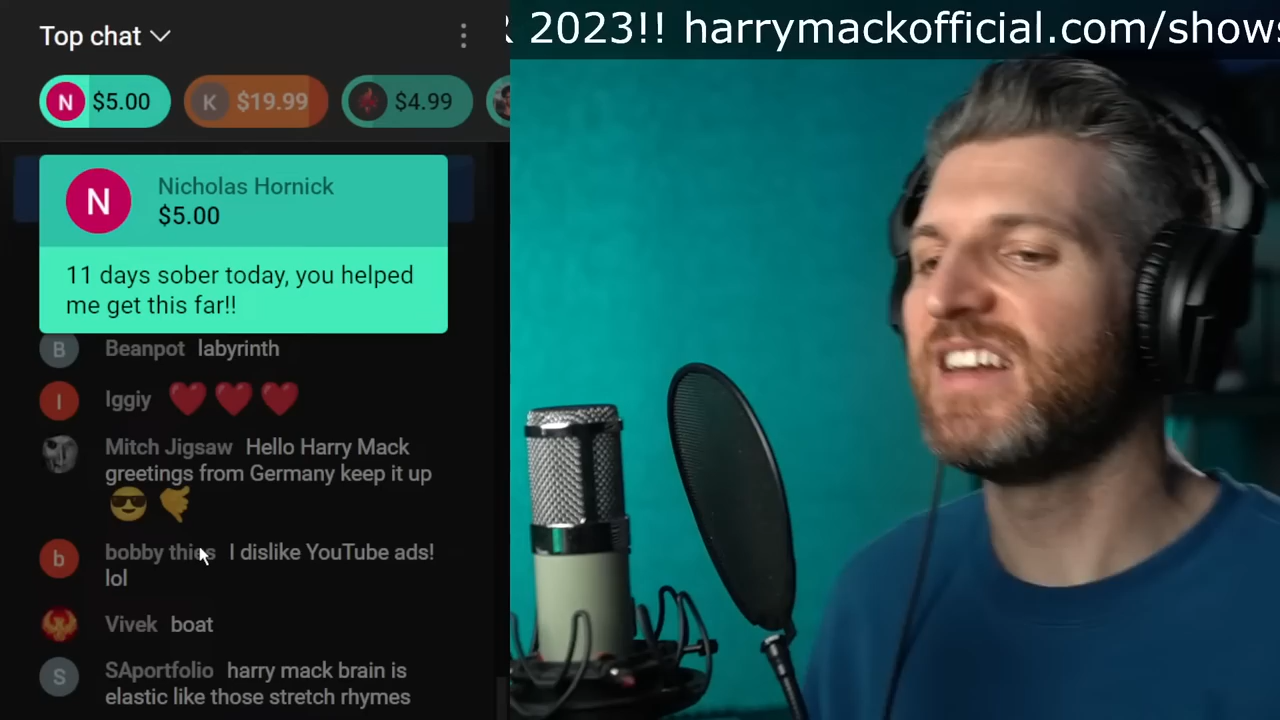 Top chat
2023!! harrymackofficial.com/shows
N $5.00 K $19.99 $4.99
N Nicholas Hornick
$5.00
11 days sober today, you helped
me get this far!!
B Beanpot labyrinth
I Iggiy ❤️ ❤️ ❤️
Mitch Jigsaw Hello Harry Mack
greetings from Germany keep it up
😎 🤙
b bobby thies I dislike YouTube ads!
lol
Vivek boat
S SAportfolio harry mack brain is
elastic like those stretch rhymes